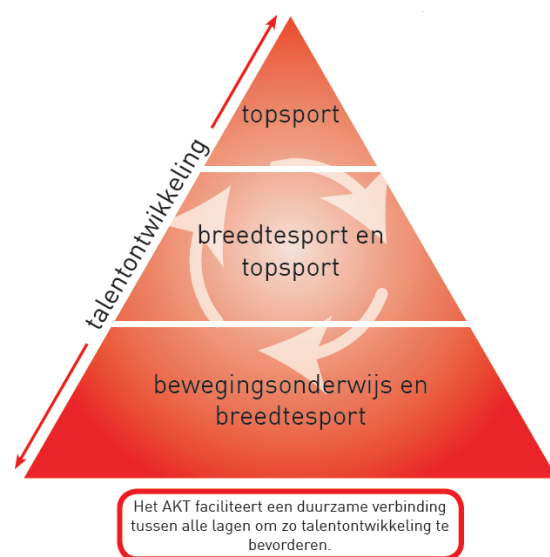 topsport
talentontwikkeling
breedtesport en
topsport
bewegingsonderwijs en
breedtesport
Het AKT faciliteert een duurzame verbinding
tussen alle lagen om zo talentontwikkeling te
bevorderen.